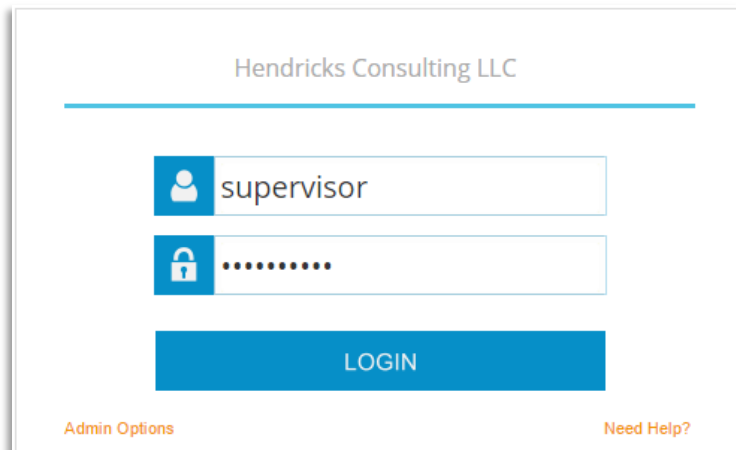 Hendricks Consulting LLC
supervisor
••••••••••
LOGIN
Admin Options Need Help?